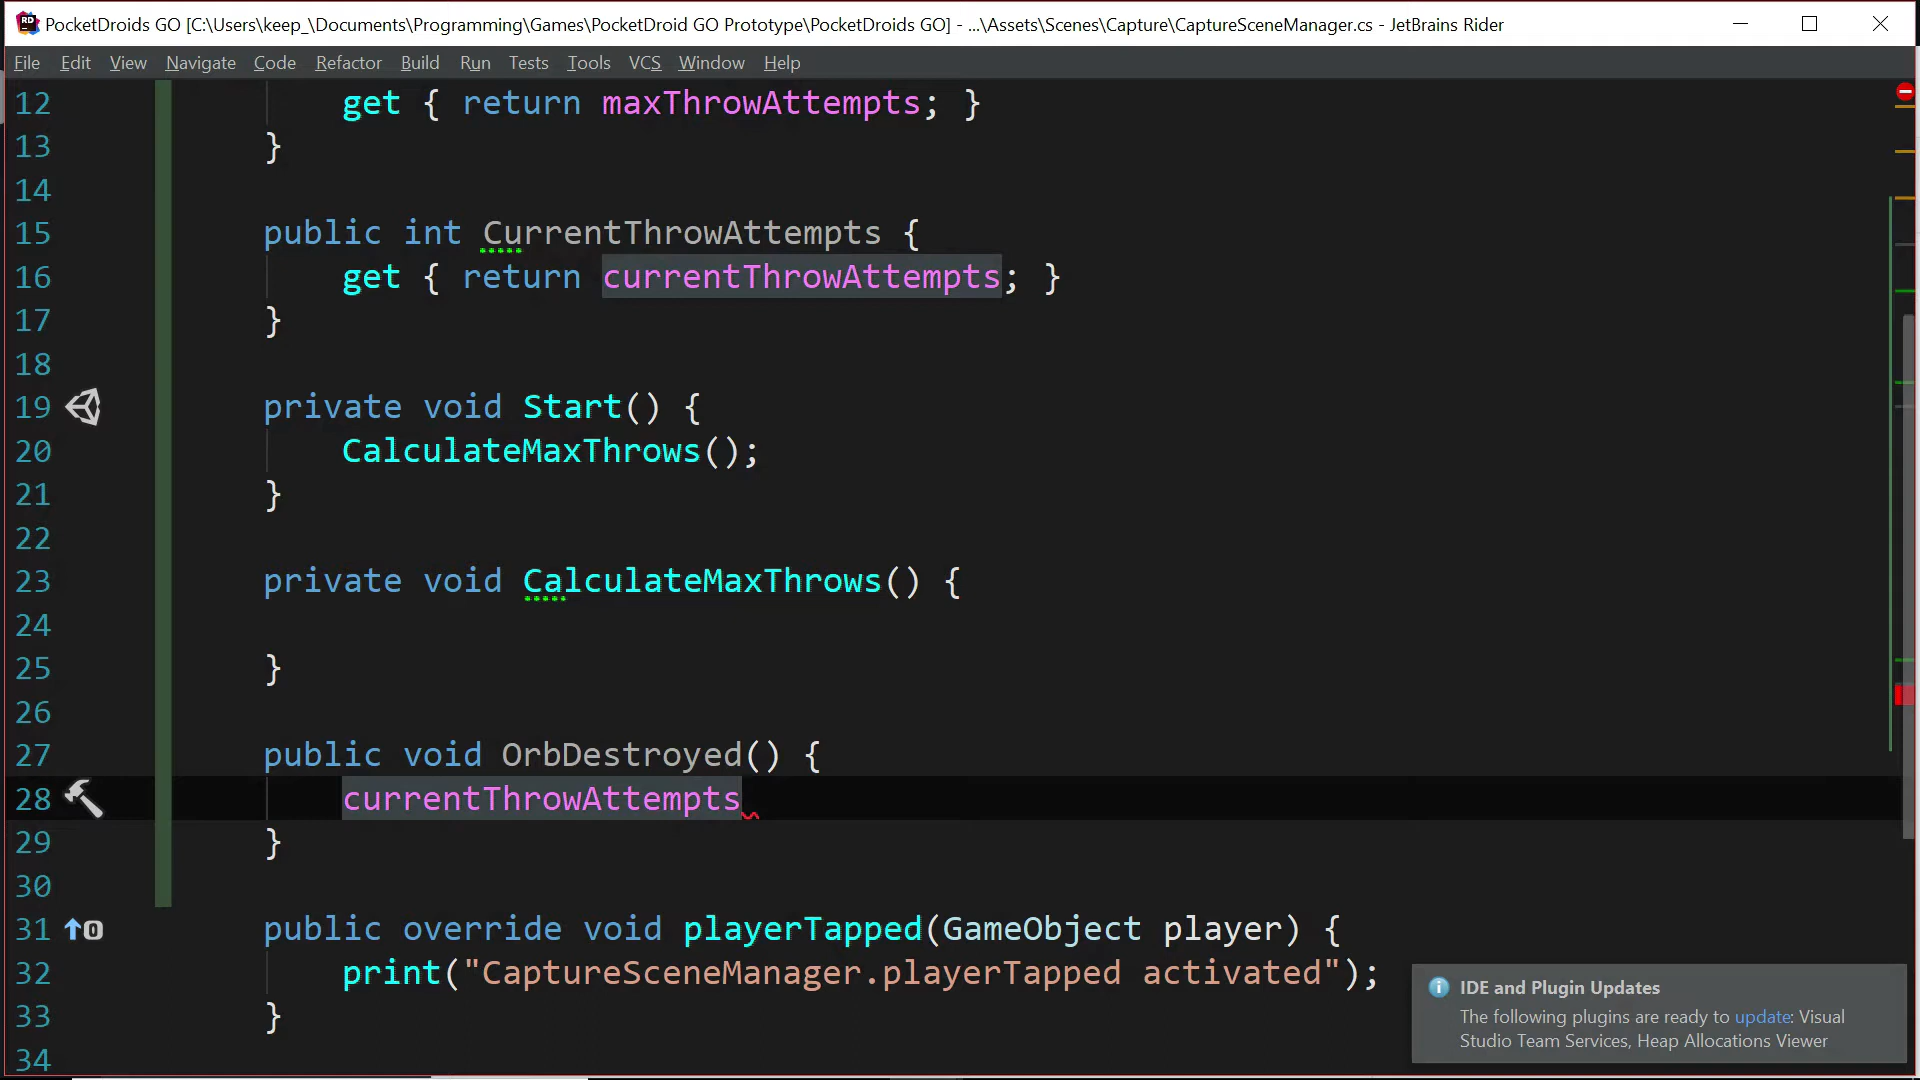 PocketDroids GO [C:\Users\keep_\Documents\Programming\Games\PocketDroid GO Prototype\PocketDroids GO] - ...\Assets\Scenes\Capture\CaptureSceneManager.cs - JetBrains Rider
File Edit View Navigate Code Refactor Build Run Tests Tools VCS Window Help
12 get { return maxThrowAttempts; }
13 }
14
15 public int CurrentThrowAttempts {
16 get { return currentThrowAttempts; }
17 }
18
19 private void Start() {
20 CalculateMaxThrows();
21 }
22
23 private void CalculateMaxThrows() {
24
25 }
26
27 public void OrbDestroyed() {
28 currentThrowAttempts
29 }
30
31 public override void playerTapped(GameObject player) {
32 print("CaptureSceneManager.playerTapped activated");
33 }
34
IDE and Plugin Updates
The following plugins are ready to update: Visual
Studio Team Services, Heap Allocations Viewer